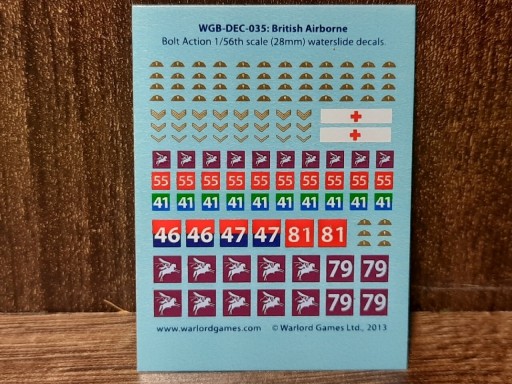 WGB-DEC-035: British Airborne
Bolt Action 1/56th scale (28mm) waterslide decals
55 55 55 55 55 55 55 55 55 55
41 41 41 41 41 41 41 41 41 41
46 46 47 47 81 81
79 79
79 79
www.warlordgames.com © Warlord Games Ltd., 2013